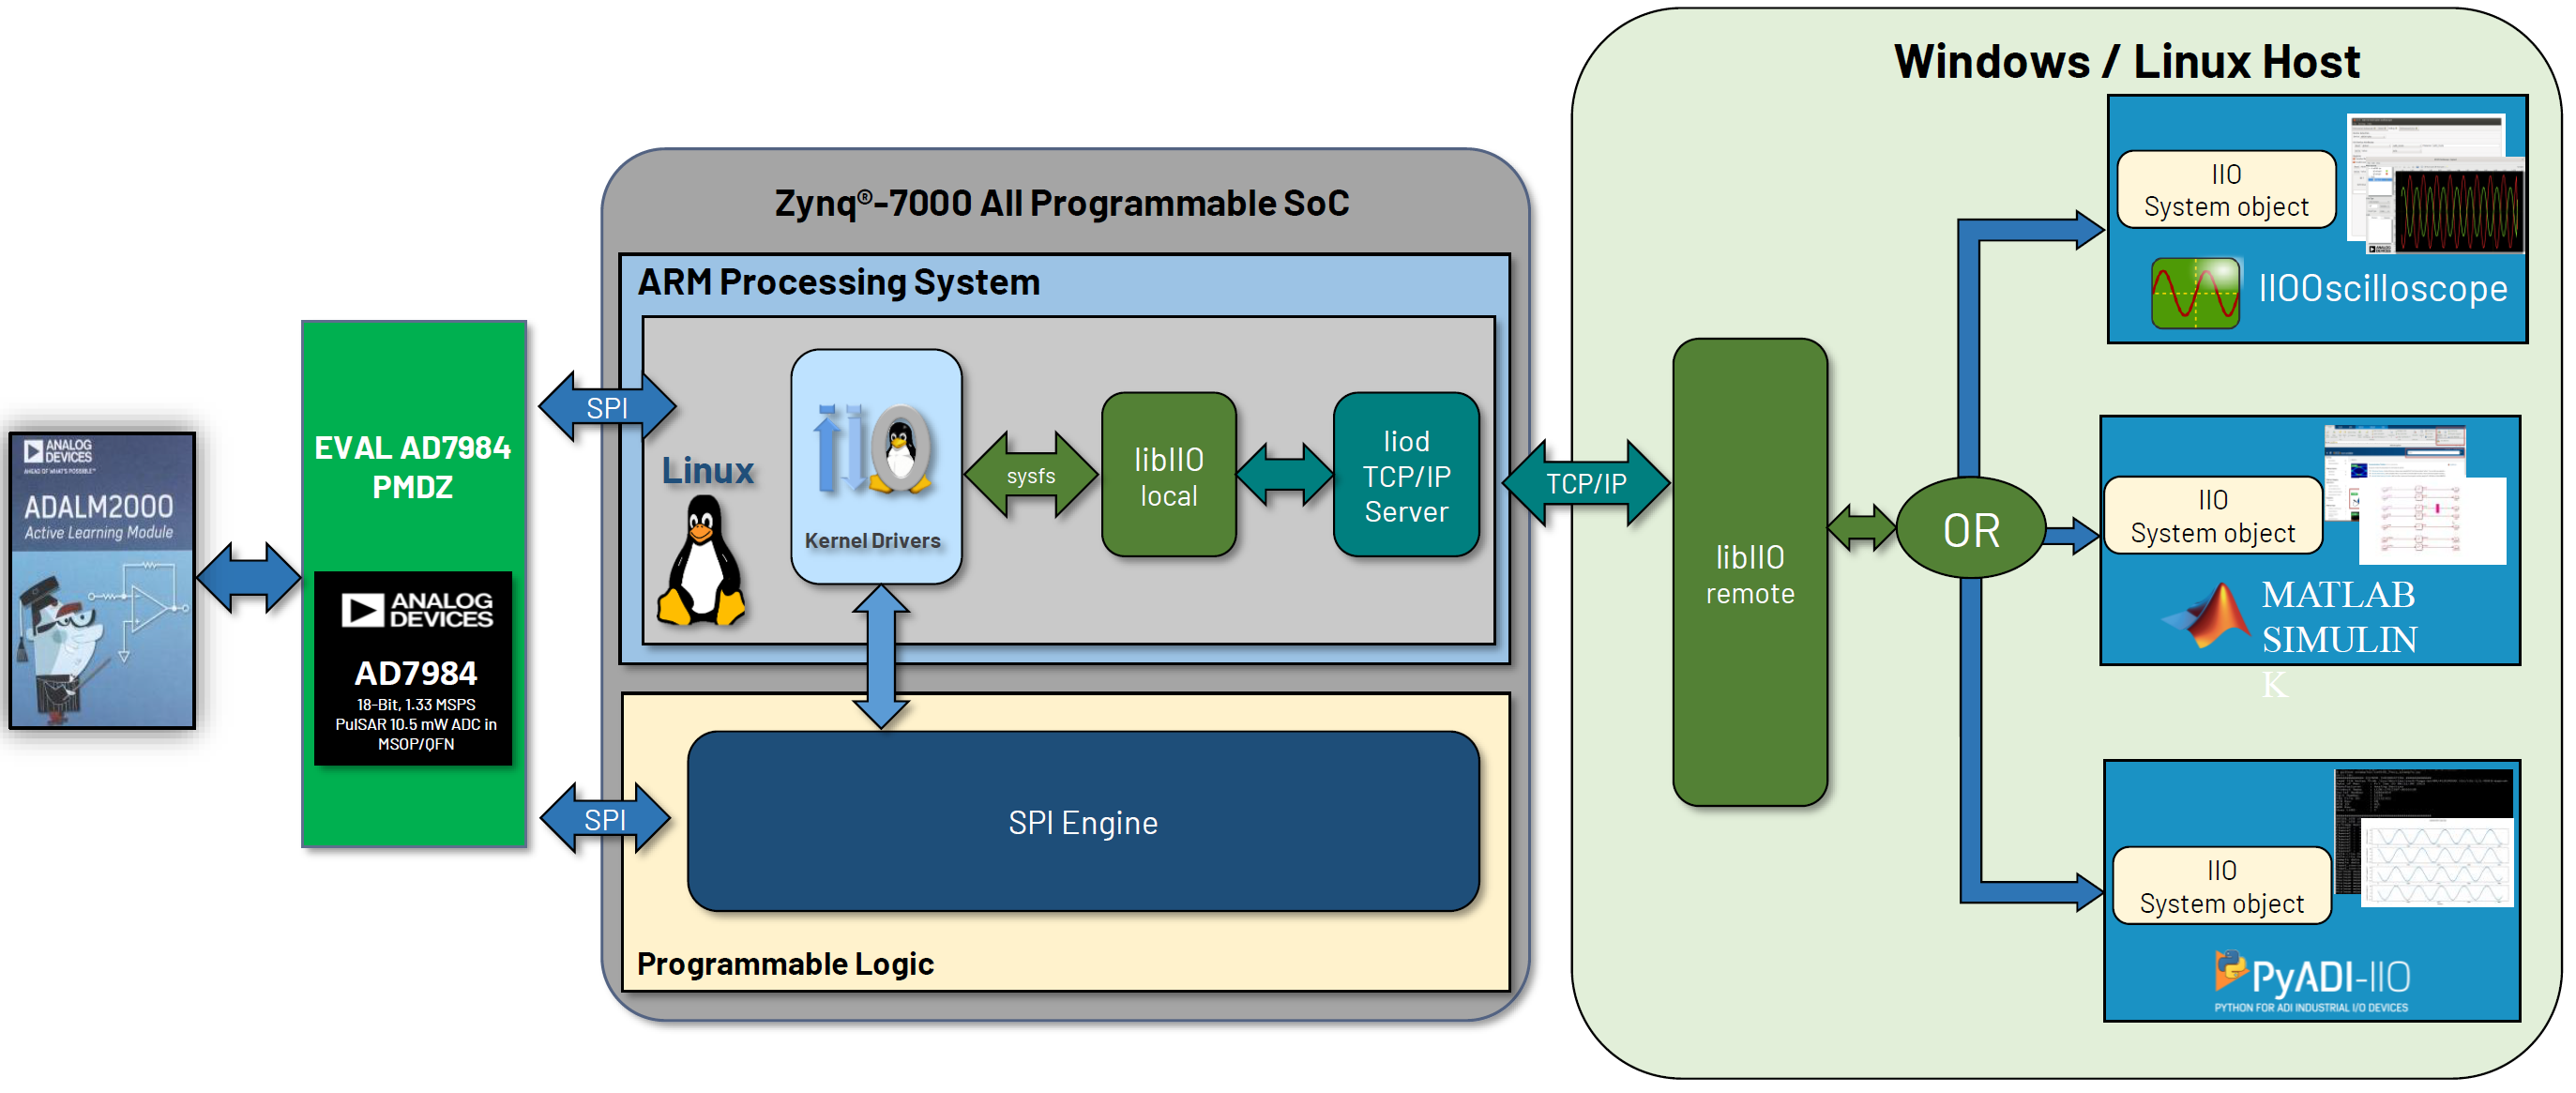 Windows / Linux Host
IIO
System object
IIOOscilloscope
Zynq®-7000 All Programmable SoC
ARM Processing System
SPI
Linux
Kernel Drivers
sysfs
libIIO
local
Iiod
TCP/IP
Server
TCP/IP
libIIO
remote
OR
IIO
System object
MATLAB
SIMULIN
K
ANALOG
DEVICES
AHEAD OF WHAT'S POSSIBLE™
ADALM2000
Active Learning Module
EVAL AD7984
PMDZ
ANALOG
DEVICES
AD7984
18-Bit, 1.33 MSPS
PulSAR 10.5 mW ADC in
MSOP/QFN
SPI
SPI Engine
Programmable Logic
IIO
System object
PyADI-IIO
PYTHON FOR ADI INDUSTRIAL I/O DEVICES